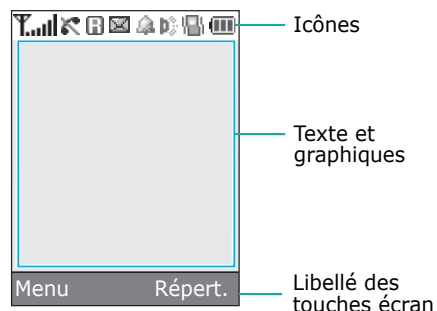 Icônes
Texte et
graphiques
Menu Répert.
Libellé des
touches écran